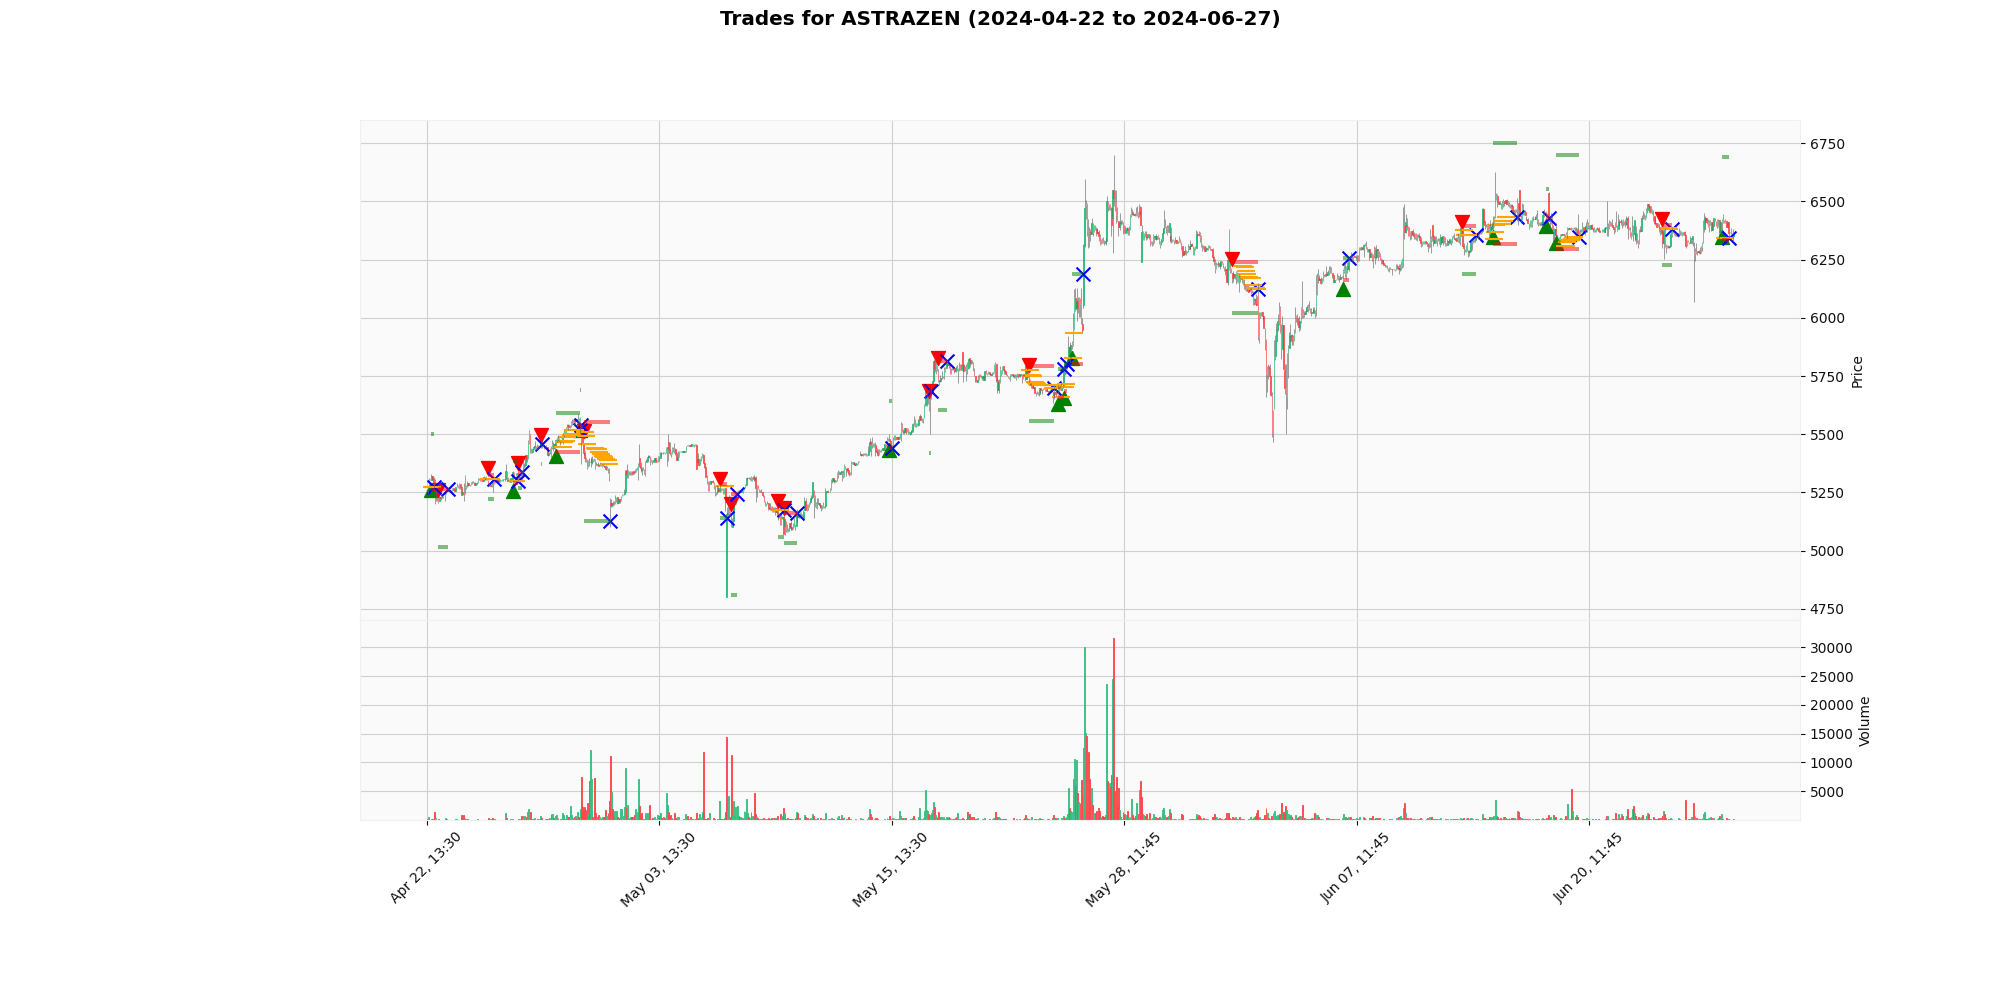 Trades for ASTRAZEN (2024-04-22 to 2024-06-27)
6750
6500
6250
6000
5750
5500
5250
5000
4750
Price
30000
25000
20000
15000
10000
5000
Volume
Apr 22, 13:30
May 03, 13:30
May 15, 13:30
May 28, 11:45
Jun 07, 11:45
Jun 20, 11:45